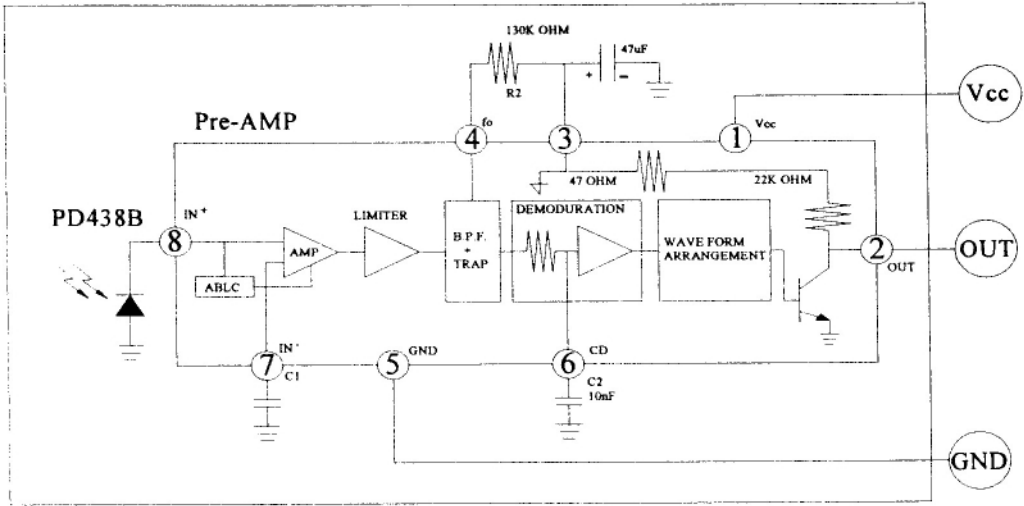 130K OHM
47uF
+
–
R2
Vcc
Pre-AMP
4
fo
3
1
Vcc
47 OHM
22K OHM
PD438B
IN+
8
LIMITER
DEMODURATION
AMP
B.P.F.
+
TRAP
WAVE FORM
ARRANGEMENT
2
OUT
OUT
ABLC
IN-
7
C1
5
GND
6
CD
C2
10nF
GND